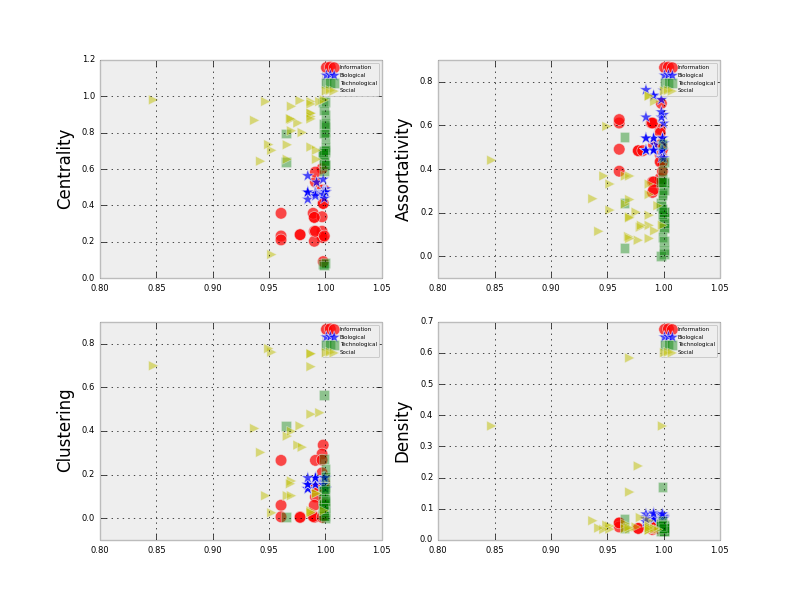 1.2
1.0
0.8
0.6
0.4
0.2
0.0
Centrality
0.80 0.85 0.90 0.95 1.00 1.05
Information
Biological
Technological
Social
0.8
0.6
0.4
0.2
0.0
Assortativity
0.80 0.85 0.90 0.95 1.00 1.05
Information
Biological
Technological
Social
0.8
0.6
0.4
0.2
0.0
Clustering
0.80 0.85 0.90 0.95 1.00 1.05
Information
Biological
Technological
Social
0.7
0.6
0.5
0.4
0.3
0.2
0.1
0.0
Density
0.80 0.85 0.90 0.95 1.00 1.05
Information
Biological
Technological
Social